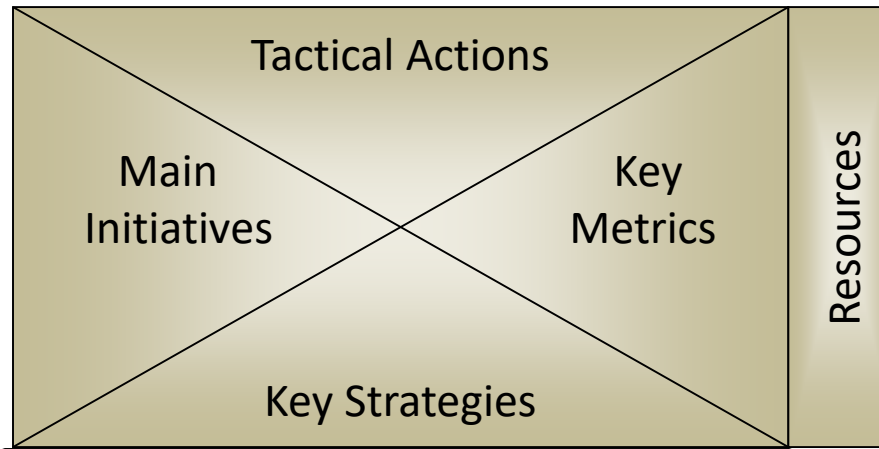 Tactical Actions
Main
Initiatives
Key
Metrics
Resources
Key Strategies